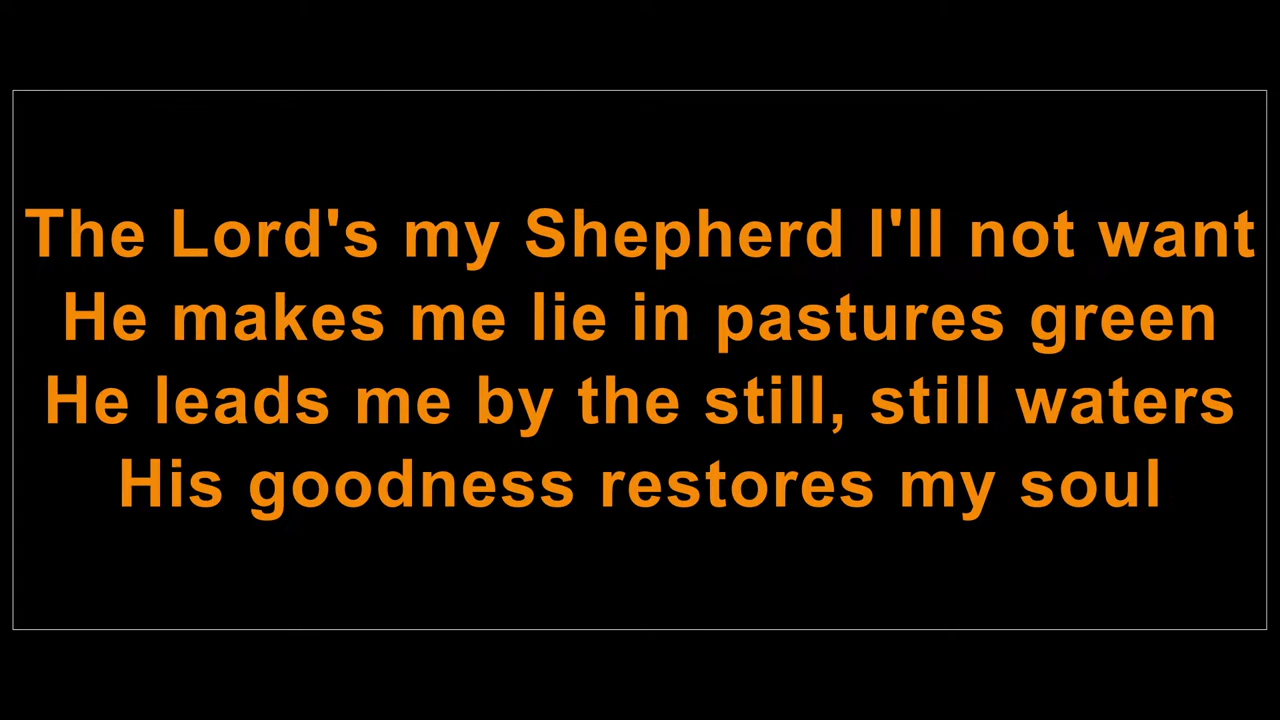 The Lord's my Shepherd I'll not want
He makes me lie in pastures green
He leads me by the still, still waters
His goodness restores my soul